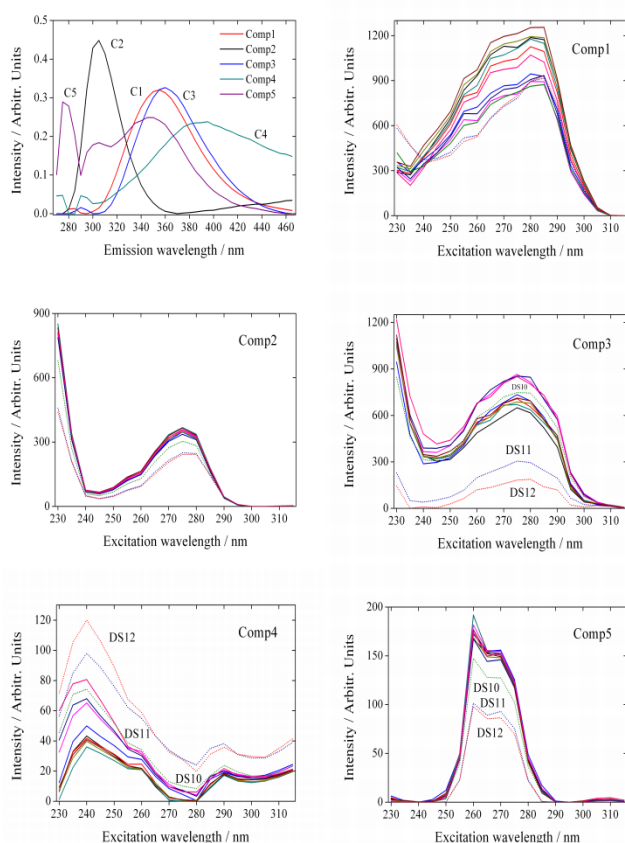 Intensity / Arbitr. Units
0.5
0.4
0.3
0.2
0.1
0.0
C2
C5
C1
C3
C4
Comp1
Comp2
Comp3
Comp4
Comp5
280 300 320 340 360 380 400 420 440 460
Emission wavelength / nm
Intensity / Arbitr. Units
1200
900
600
300
0
Comp1
230 240 250 260 270 280 290 300 310
Excitation wavelength / nm
Intensity / Arbitr. Units
900
600
300
0
Comp2
230 240 250 260 270 280 290 300 310
Excitation wavelength / nm
Intensity / Arbitr. Units
1200
900
600
300
0
Comp3
DS10
DS11
DS12
230 240 250 260 270 280 290 300 310
Excitation wavelength / nm
Intensity / Arbitr. Units
120
100
80
60
40
20
0
Comp4
DS12
DS11
DS10
230 240 250 260 270 280 290 300 310
Excitation wavelength / nm
Intensity / Arbitr. Units
200
150
100
50
0
Comp5
DS10
DS11
DS12
230 240 250 260 270 280 290 300 310
Excitation wavelength / nm